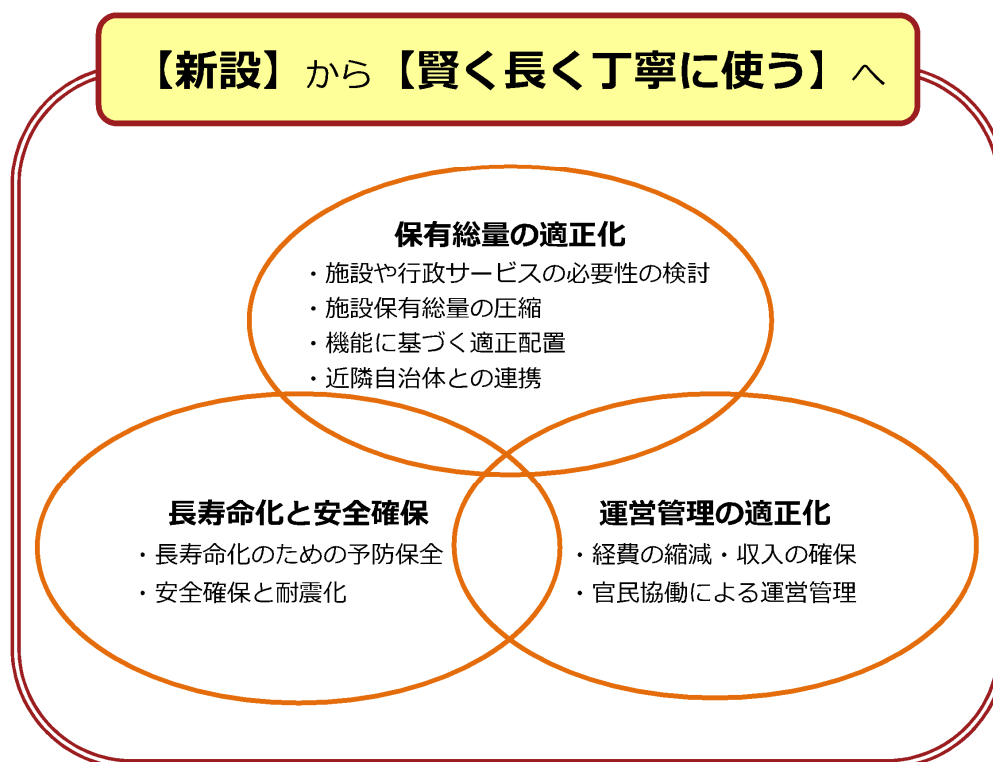 【新設】から【賢く長く丁寧に使う】へ
保有総量の適正化
・施設や行政サービスの必要性の検討
・施設保有総量の圧縮
・機能に基づく適正配置
・近隣自治体との連携
長寿命化と安全確保
・長寿命化のための予防保全
・安全確保と耐震化
運営管理の適正化
・経費の縮減・収入の確保
・官民協働による運営管理